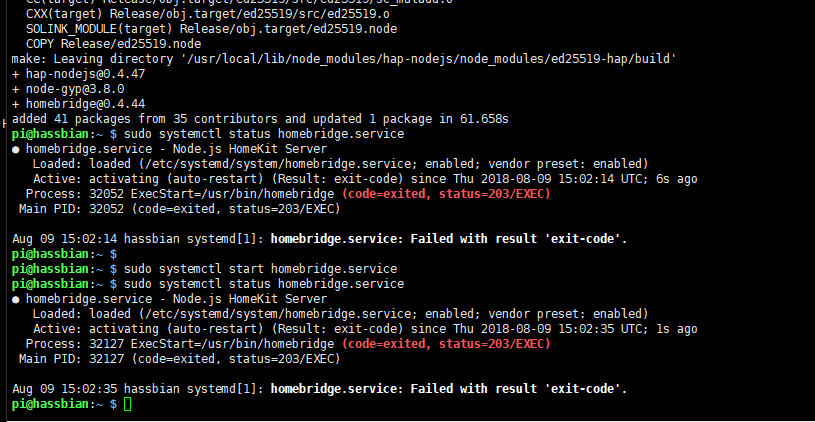 CXX(target) Release/obj.target/ed25519/src/ed25519.o
SOLINK_MODULE(target) Release/obj.target/ed25519.node
COPY Release/ed25519.node
make: Leaving directory '/usr/local/lib/node_modules/hap-nodejs/node_modules/ed25519-hap/build'
+ hap-nodejs@0.4.47
+ node-gyp@3.8.0
+ homebridge@0.4.44
added 41 packages from 35 contributors and updated 1 package in 61.658s
pi@hassbian:~ $ sudo systemctl status homebridge.service
● homebridge.service - Node.js HomeKit Server
Loaded: loaded (/etc/systemd/system/homebridge.service; enabled; vendor preset: enabled)
Active: activating (auto-restart) (Result: exit-code) since Thu 2018-08-09 15:02:14 UTC; 6s ago
Process: 32052 ExecStart=/usr/bin/homebridge (code=exited, status=203/EXEC)
Main PID: 32052 (code=exited, status=203/EXEC)
Aug 09 15:02:14 hassbian systemd[1]: homebridge.service: Failed with result 'exit-code'.
pi@hassbian:~ $
pi@hassbian:~ $ sudo systemctl start homebridge.service
pi@hassbian:~ $ sudo systemctl status homebridge.service
● homebridge.service - Node.js HomeKit Server
Loaded: loaded (/etc/systemd/system/homebridge.service; enabled; vendor preset: enabled)
Active: activating (auto-restart) (Result: exit-code) since Thu 2018-08-09 15:02:35 UTC; 1s ago
Process: 32127 ExecStart=/usr/bin/homebridge (code=exited, status=203/EXEC)
Main PID: 32127 (code=exited, status=203/EXEC)
Aug 09 15:02:35 hassbian systemd[1]: homebridge.service: Failed with result 'exit-code'.
pi@hassbian:~ $